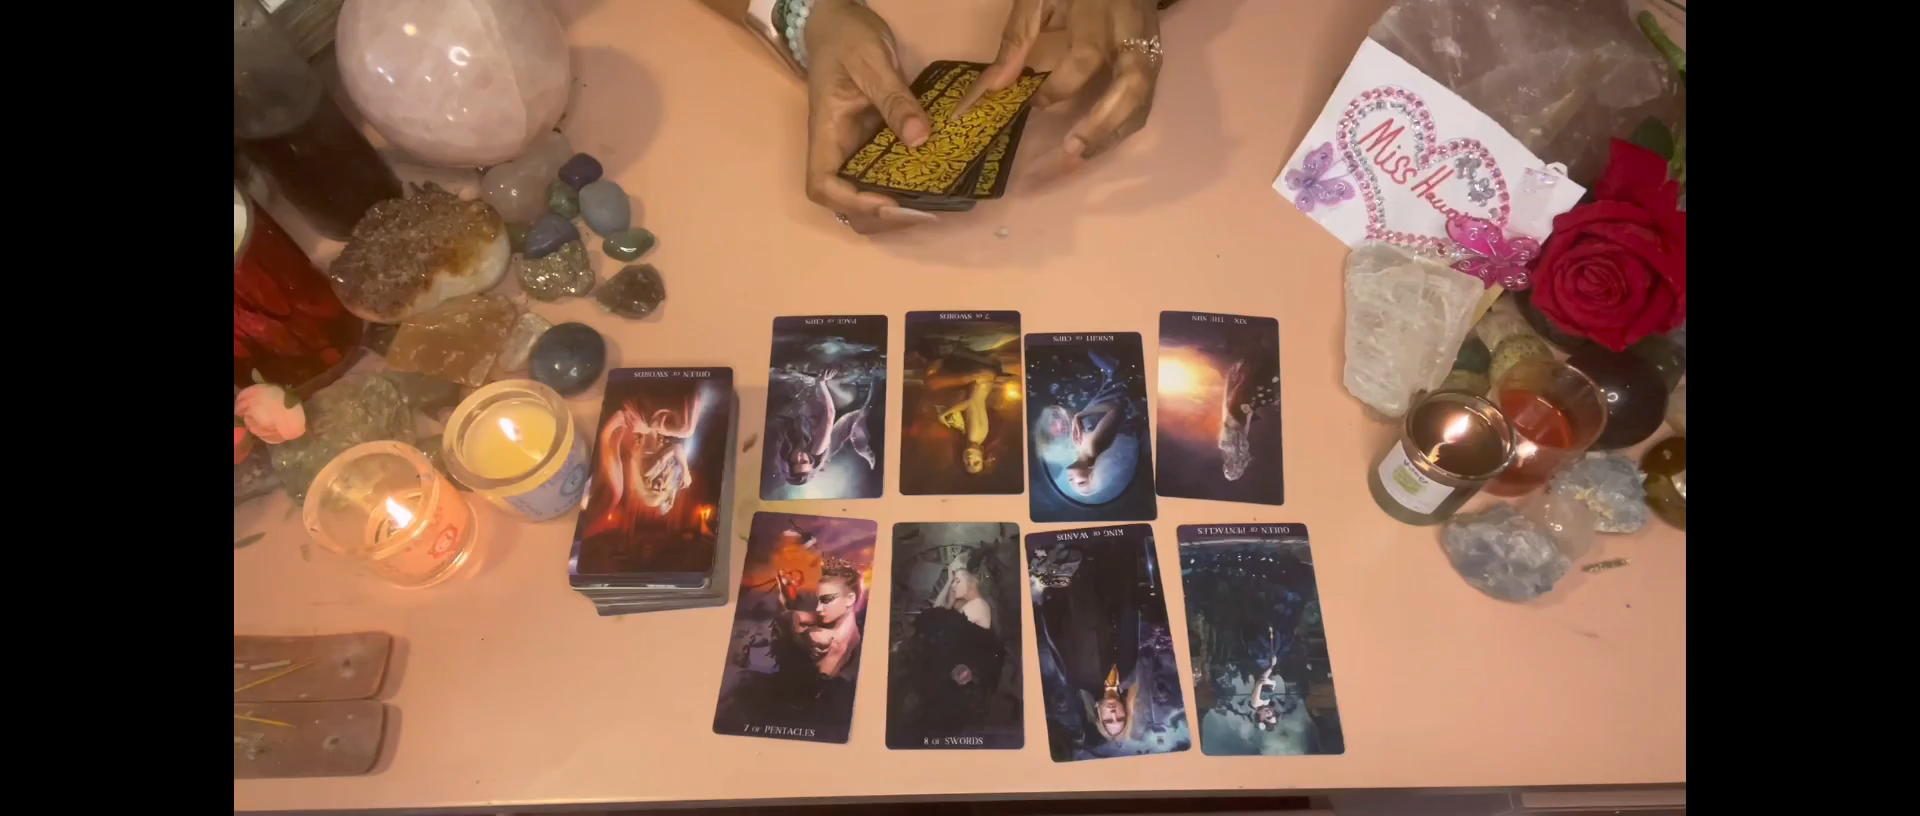 Miss
PAGE OF CUPS
2 OF SWORDS
KNIGHT OF CUPS
XIX THE SUN
QUEEN OF SWORDS
7 OF PENTACLES
8 OF SWORDS
KING OF WANDS
QUEEN OF PENTACLES